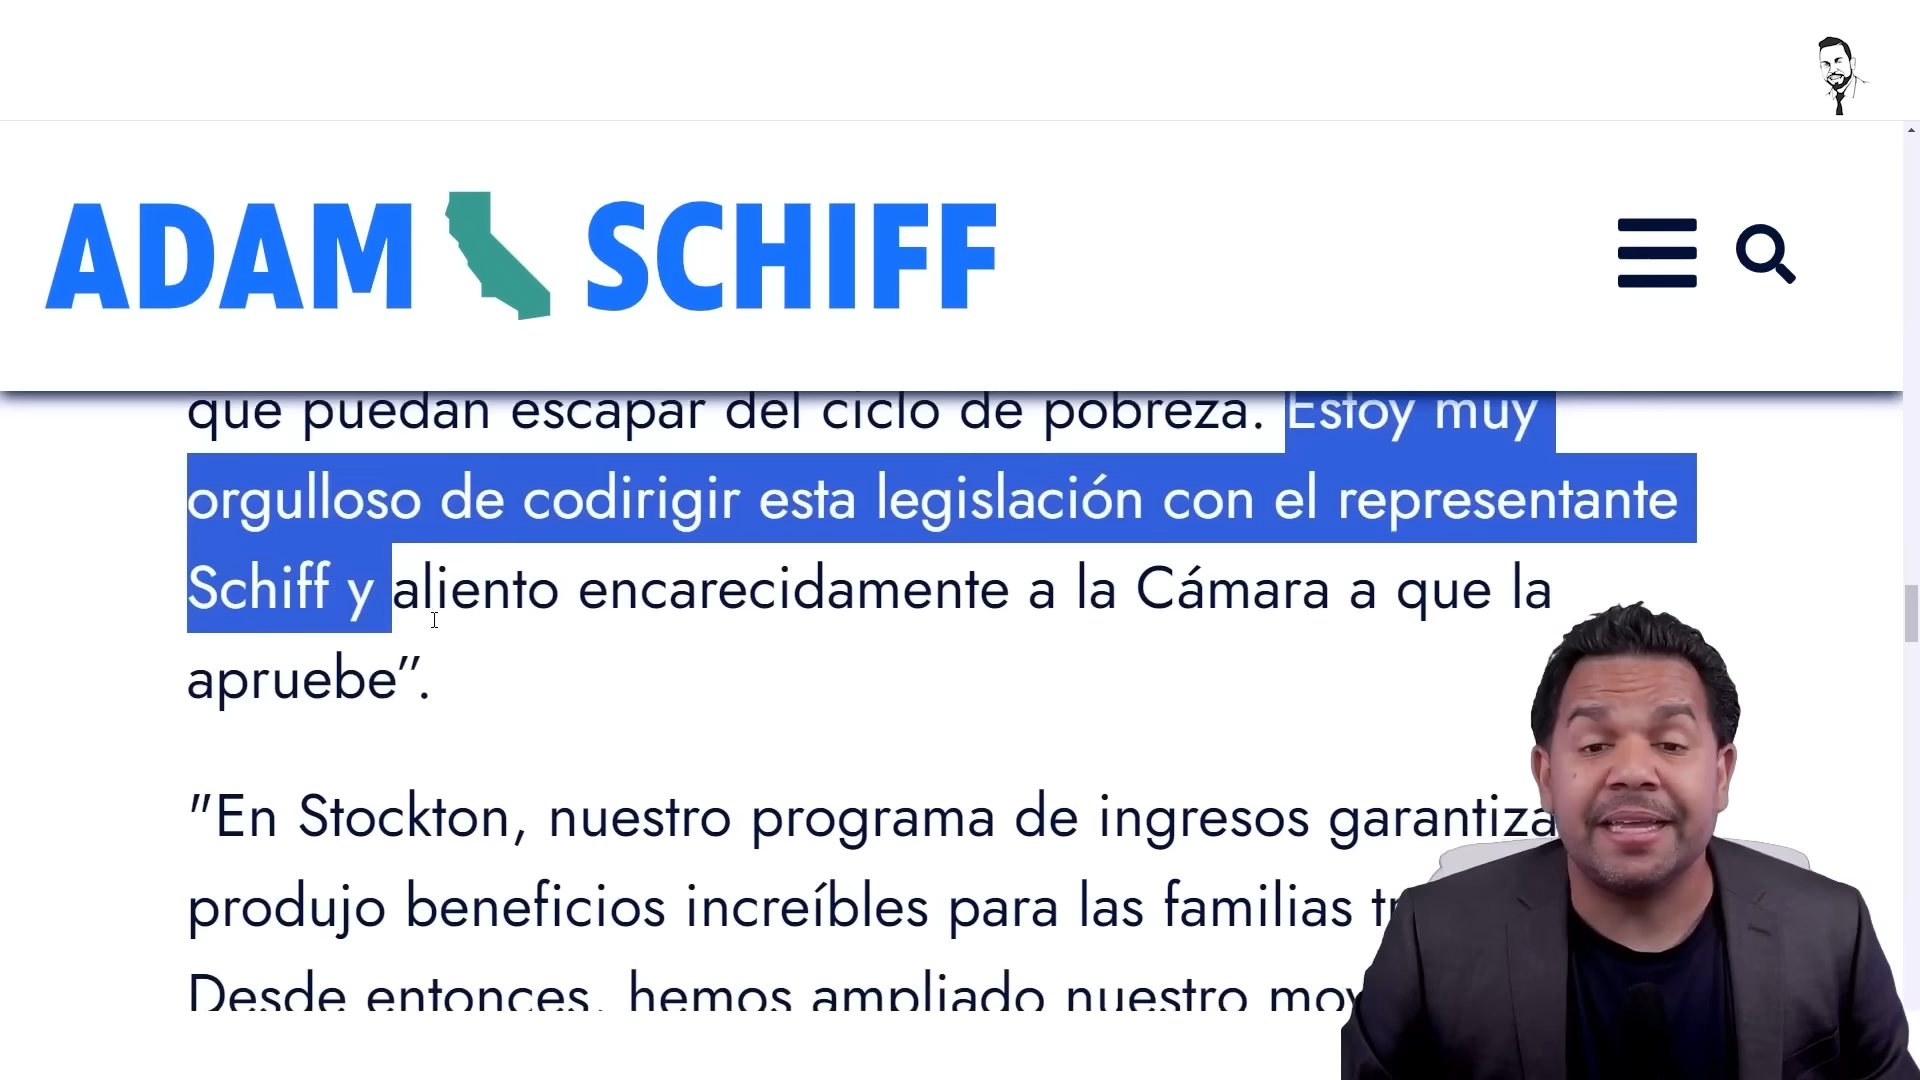 ADAM SCHIFF
que puedan escapar del ciclo de pobreza. Estoy muy
orgulloso de codirigir esta legislación con el representante
Schiff y aliento encarecidamente a la Cámara a que la
apruebe”.
"En Stockton, nuestro programa de ingresos garantiza
produjo beneficios increíbles para las familias
Desde entonces, hemos ampliado nuestro